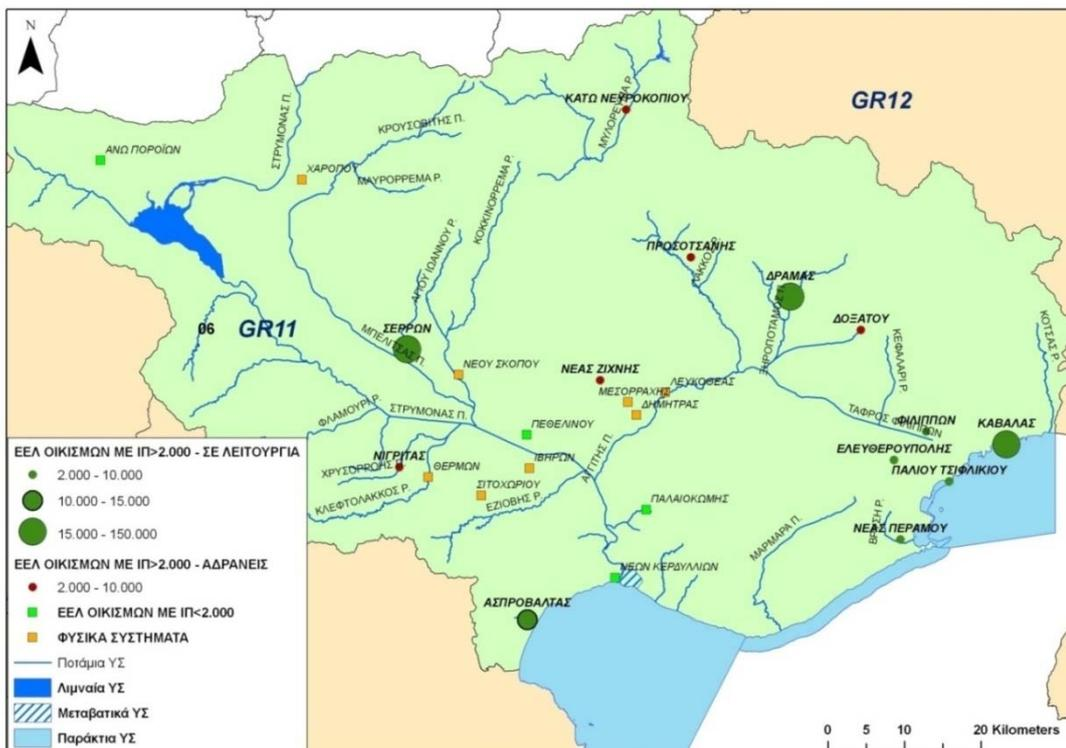 N
GR12
ΚΑΤΩ ΝΕΥΡΟΚΟΠΙΟΥ
ΜΥΛΟΡΕΜΜΑ Ρ.
ΣΤΡΥΜΟΝΑΣ Π.
ΚΡΟΥΣΟΒΙΤΗΣ Π.
ΑΝΩ ΠΟΡΟΪΩΝ
ΧΑΡΟΠΟΥ
ΜΑΥΡΟΡΡΕΜΑ Ρ.
ΚΟΚΚΙΝΟΡΡΕΜΑ Ρ.
ΑΓΙΟΥ ΙΩΑΝΝΟΥ Ρ.
ΠΡΟΣΟΤΣΑΝΗΣ
ΔΡΑΜΑΣ
ΞΗΡΟΠΟΤΑΜΟΣ Π.
ΔΟΞΑΤΟΥ
ΚΕΦΑΛΑΡΙ Ρ.
ΚΟΤΣΑΣ Ρ.
06
GR11
ΣΕΡΡΩΝ
ΜΠΕΛΙΤΣΑΣ Π.
ΝΕΟΥ ΣΚΟΠΟΥ
ΝΕΑΣ ΖΙΧΝΗΣ
ΛΕΥΚΟΘΕΑΣ
ΜΕΣΟΡΡΑΧΗΣ
ΔΗΜΗΤΡΑΣ
ΦΛΑΜΟΥΡΙ Ρ.
ΣΤΡΥΜΟΝΑΣ Π.
ΠΕΘΕΛΙΝΟΥ
ΤΑΦΡΟΣ ΦΙΛΙΠΠΩΝ
ΦΙΛΙΠΠΩΝ
ΚΑΒΑΛΑΣ
ΕΛΕΥΘΕΡΟΥΠΟΛΗΣ
ΠΑΛΙΟΥ ΤΣΙΦΛΙΚΙΟΥ
ΝΙΓΡΙΤΑΣ
ΧΡΥΣΟΡΡΟΗΣ
ΘΕΡΜΩΝ
ΙΒΗΡΩΝ
ΑΓΓΙΤΗΣ Π.
ΚΛΕΦΤΟΛΑΚΚΟΣ Ρ.
ΣΙΤΟΧΩΡΙΟΥ
ΕΖΙΟΒΗΣ Ρ.
ΠΑΛΑΙΟΚΩΜΗΣ
ΜΑΡΜΑΡΑ Π.
ΝΕΑΣ ΠΕΡΑΜΟΥ
ΝΕΩΝ ΚΕΡΔΥΛΛΙΩΝ
ΑΣΠΡΟΒΑΛΤΑΣ
ΕΕΛ ΟΙΚΙΣΜΩΝ ΜΕ ΙΠ>2.000 - ΣΕ ΛΕΙΤΟΥΡΓΙΑ
2.000 - 10.000
10.000 - 15.000
15.000 - 150.000
ΕΕΛ ΟΙΚΙΣΜΩΝ ΜΕ ΙΠ>2.000 - ΑΔΡΑΝΕΙΣ
2.000 - 10.000
ΕΕΛ ΟΙΚΙΣΜΩΝ ΜΕ ΙΠ<2.000
ΦΥΣΙΚΑ ΣΥΣΤΗΜΑΤΑ
Ποτάμια ΥΣ
Λιμναία ΥΣ
Μεταβατικά ΥΣ
Παράκτια ΥΣ
0 5 10 20 Kilometers